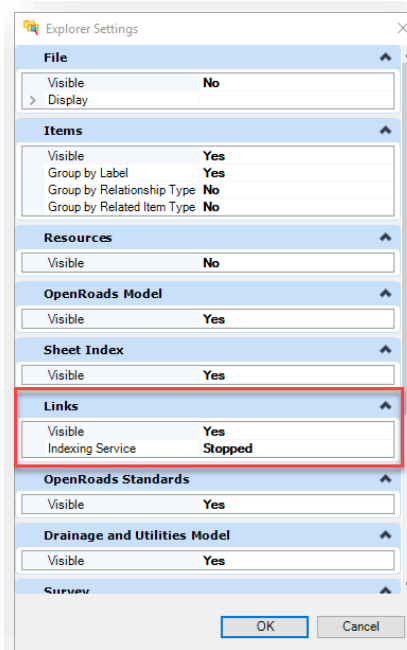 Explorer Settings
File
Visible No
Display
Items
Visible Yes
Group by Label Yes
Group by Relationship Type No
Group by Related Item Type No
Resources
Visible No
OpenRoads Model
Visible Yes
Sheet Index
Visible Yes
Links
Visible Yes
Indexing Service Stopped
OpenRoads Standards
Visible Yes
Drainage and Utilities Model
Visible Yes
Survey
OK Cancel